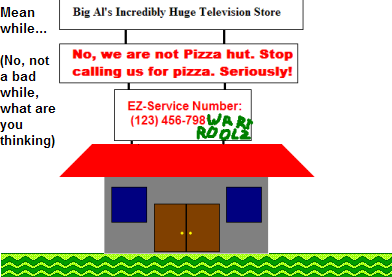 Mean
while...
(No, not
a bad
while,
what are
you
thinking)
Big Al's Incredibly Huge Television Store
No, we are not Pizza hut. Stop
calling us for pizza. Seriously!
EZ-Service Number:
(123) 456-798
WARI
ROOLZ